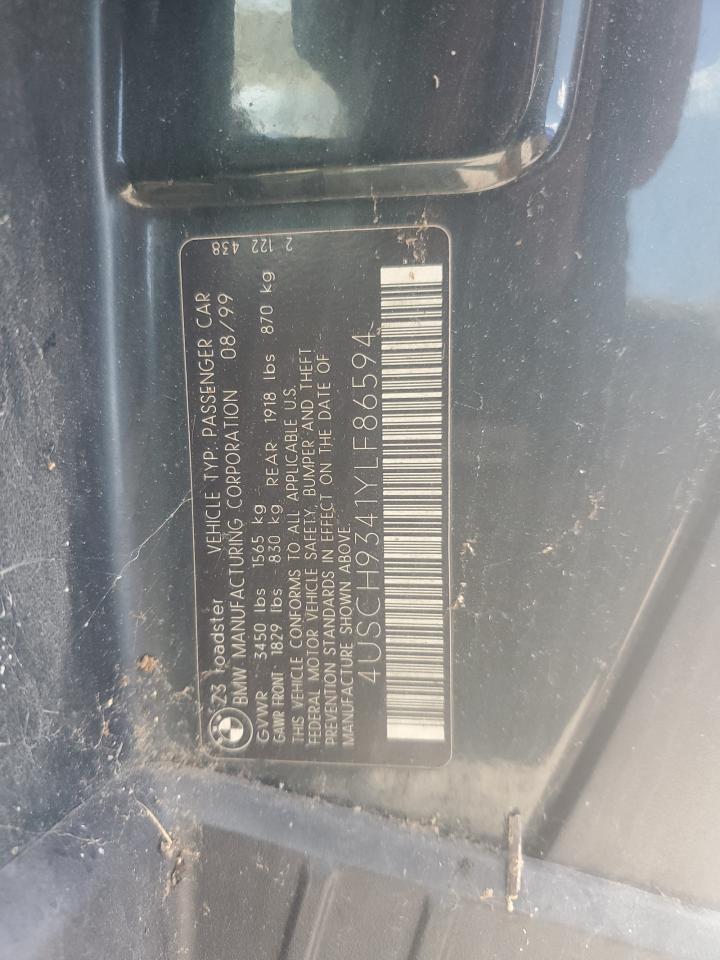 BMW
Z3 roadster VEHICLE TYP: PASSENGER CAR
BMW MANUFACTURING CORPORATION 08/99
GVWR 3450 lbs 1565 kg
GAWR FRONT 1829 lbs 830 kg REAR 1918 lbs 870 kg
THIS VEHICLE CONFORMS TO ALL APPLICABLE U.S.
FEDERAL MOTOR VEHICLE SAFETY, BUMPER AND THEFT
PREVENTION STANDARDS IN EFFECT ON THE DATE OF
MANUFACTURE SHOWN ABOVE.
4USCH9341YLF86594
2 122 438